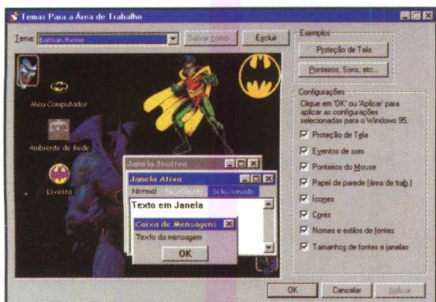 Temas Para a Área de Trabalho
Tema: Batman theme
Salvar como...
Excluir
Exemplos
Proteção de Tela
Ponteiros, Sons, etc...
Meu Computador
Ambiente de Rede
Lixeira
Janela Inativa
Janela Ativa
Normal
Selecionado
Texto em Janela
Caixa de Mensagens
Texto da mensagem
OK
Configurações
Clique em 'OK' ou 'Aplicar' para
aplicar as configurações
selecionadas para o Windows 95.
Proteção de Tela
Eventos de som
Ponteiros do Mouse
Papel de parede (área de trab.)
Ícones
Cores
Nomes e estilos de fontes
Tamanhos de fontes e janelas
OK
Cancelar
Aplicar